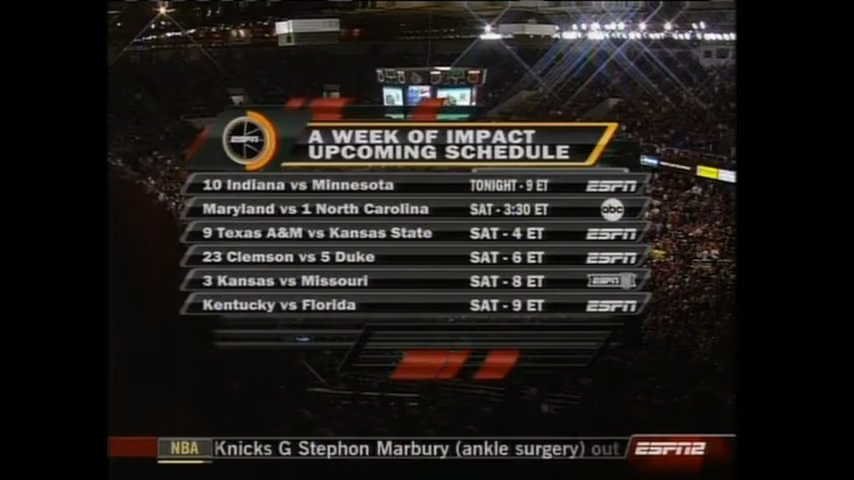 ESPN
A WEEK OF IMPACT
UPCOMING SCHEDULE
10 Indiana vs Minnesota TONIGHT - 9 ET ESPN
Maryland vs 1 North Carolina SAT - 3:30 ET abc
9 Texas A&M vs Kansas State SAT - 4 ET ESPN
23 Clemson vs 5 Duke SAT - 6 ET ESPN
3 Kansas vs Missouri SAT - 8 ET ESPN
Kentucky vs Florida SAT - 9 ET ESPN
NBA Knicks G Stephon Marbury (ankle surgery) out ESPN2